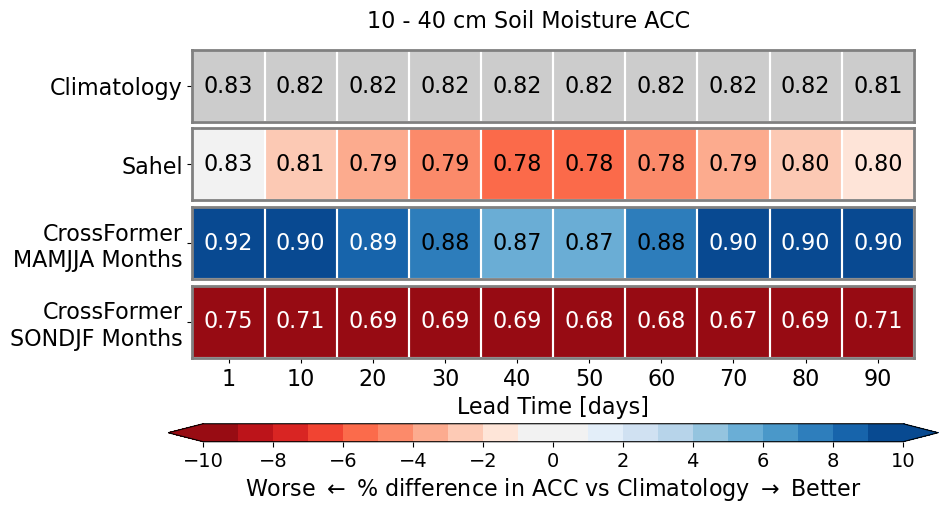 10 - 40 cm Soil Moisture ACC
Climatology 0.83 0.82 0.82 0.82 0.82 0.82 0.82 0.82 0.82 0.81
Sahel 0.83 0.81 0.79 0.79 0.78 0.78 0.78 0.79 0.80 0.80
CrossFormer
MAMJJA Months 0.92 0.90 0.89 0.88 0.87 0.87 0.88 0.90 0.90 0.90
CrossFormer
SONDJF Months 0.75 0.71 0.69 0.69 0.69 0.68 0.68 0.67 0.69 0.71
1 10 20 30 40 50 60 70 80 90
Lead Time [days]
−10 −8 −6 −4 −2 0 2 4 6 8 10
Worse ← % difference in ACC vs Climatology → Better